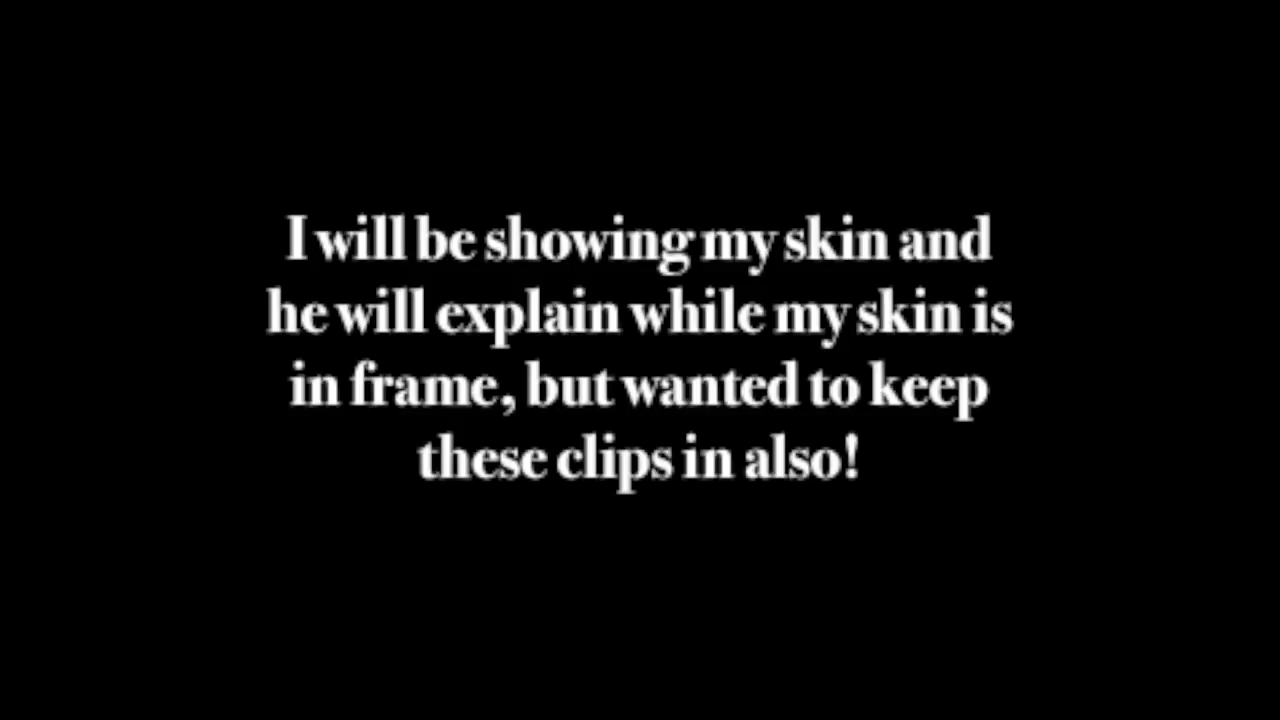 I will be showing my skin and
he will explain while my skin is
in frame, but wanted to keep
these clips in also!